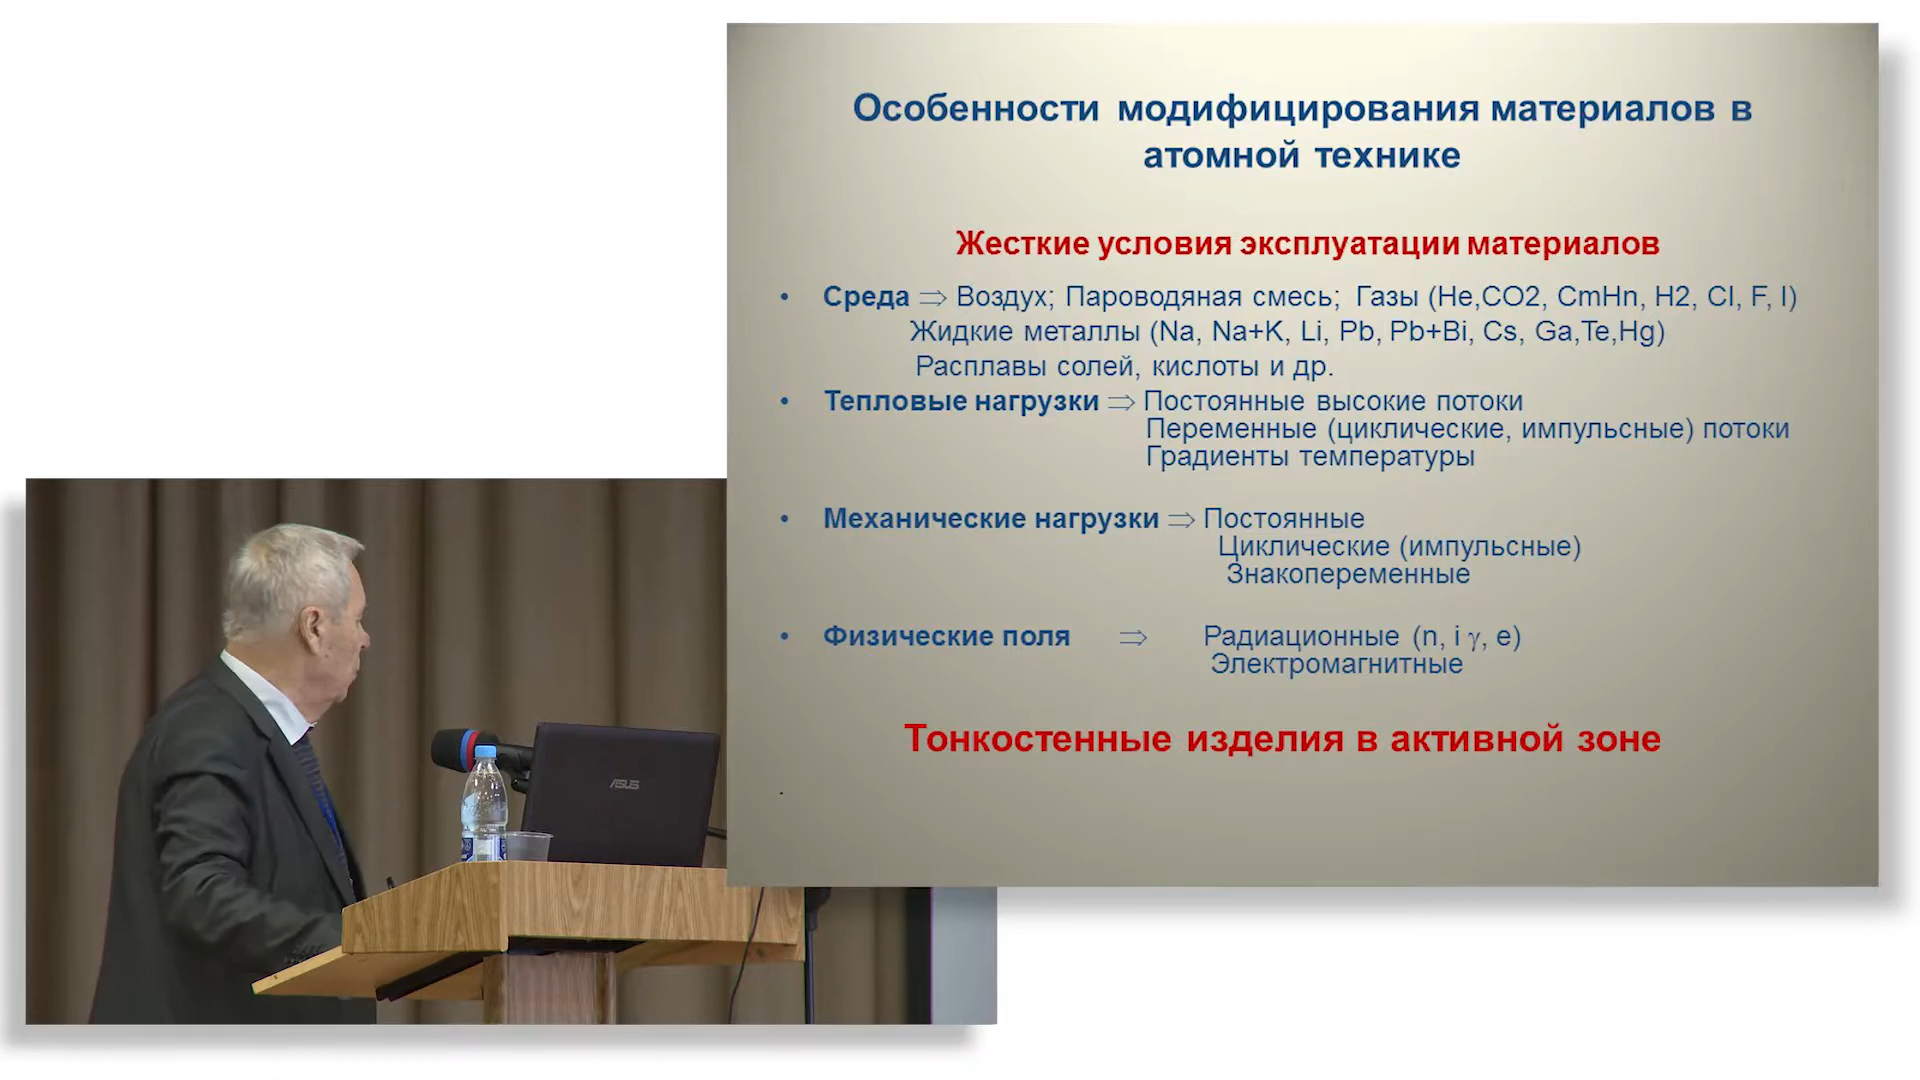 Особенности модифицирования материалов в
атомной технике
Жесткие условия эксплуатации материалов
• Среда ⇒ Воздух; Пароводяная смесь; Газы (He,CO2, CmHn, H2, Cl, F, I)
Жидкие металлы (Na, Na+K, Li, Pb, Pb+Bi, Cs, Ga,Te,Hg)
Расплавы солей, кислоты и др.
• Тепловые нагрузки ⇒ Постоянные высокие потоки
Переменные (циклические, импульсные) потоки
Градиенты температуры
• Механические нагрузки ⇒ Постоянные
Циклические (импульсные)
Знакопеременные
• Физические поля ⇒ Радиационные (n, i γ, e)
Электромагнитные
Тонкостенные изделия в активной зоне
.
ASUS